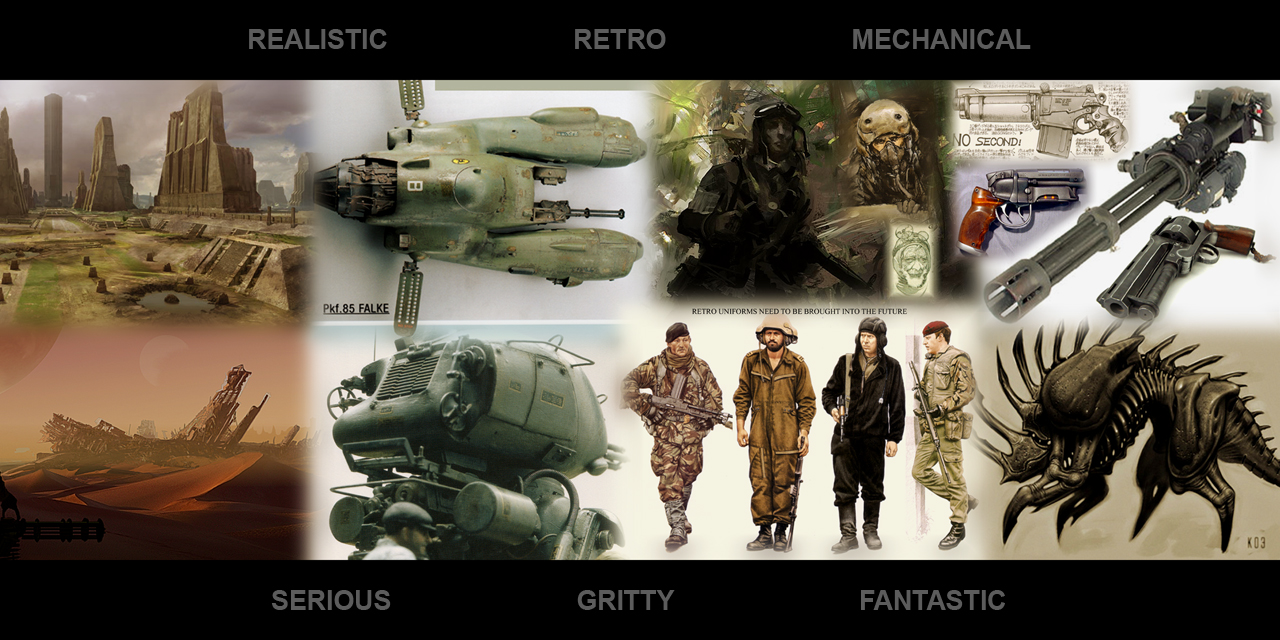 REALISTIC RETRO MECHANICAL
NO SECOND!
Pkf.85 FALKE
RETRO UNIFORMS NEED TO BE BROUGHT INTO THE FUTURE
K03
SERIOUS GRITTY FANTASTIC